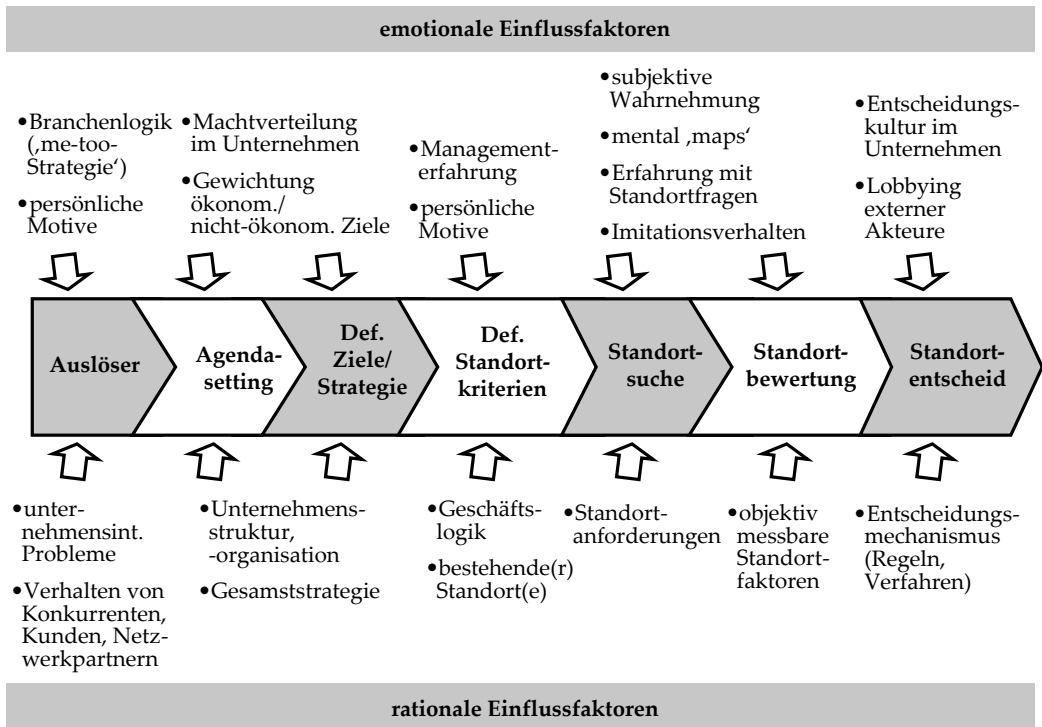 emotionale Einflussfaktoren
•Branchenlogik
(‚me-too-
Strategie‘)
•persönliche
Motive
•Machtverteilung
im Unternehmen
•Gewichtung
ökonom./
nicht-ökonom. Ziele
•Management-
erfahrung
•persönliche
Motive
•subjektive
Wahrnehmung
•mental ‚maps‘
•Erfahrung mit
Standortfragen
•Imitationsverhalten
•Entscheidungs-
kultur im
Unternehmen
•Lobbying
externer
Akteure
Auslöser
Agenda-
setting
Def.
Ziele/
Strategie
Def.
Standort-
kriterien
Standort-
suche
Standort-
bewertung
Standort-
entscheid
•unter-
nehmensint.
Probleme
•Verhalten von
Konkurrenten,
Kunden, Netz-
werkpartnern
•Unternehmens-
struktur,
-organisation
•Gesamststrategie
•Geschäfts-
logik
•bestehende(r)
Standort(e)
•Standort-
anforderungen
•objektiv
messbare
Standort-
faktoren
•Entscheidungs-
mechanismus
(Regeln,
Verfahren)
rationale Einflussfaktoren